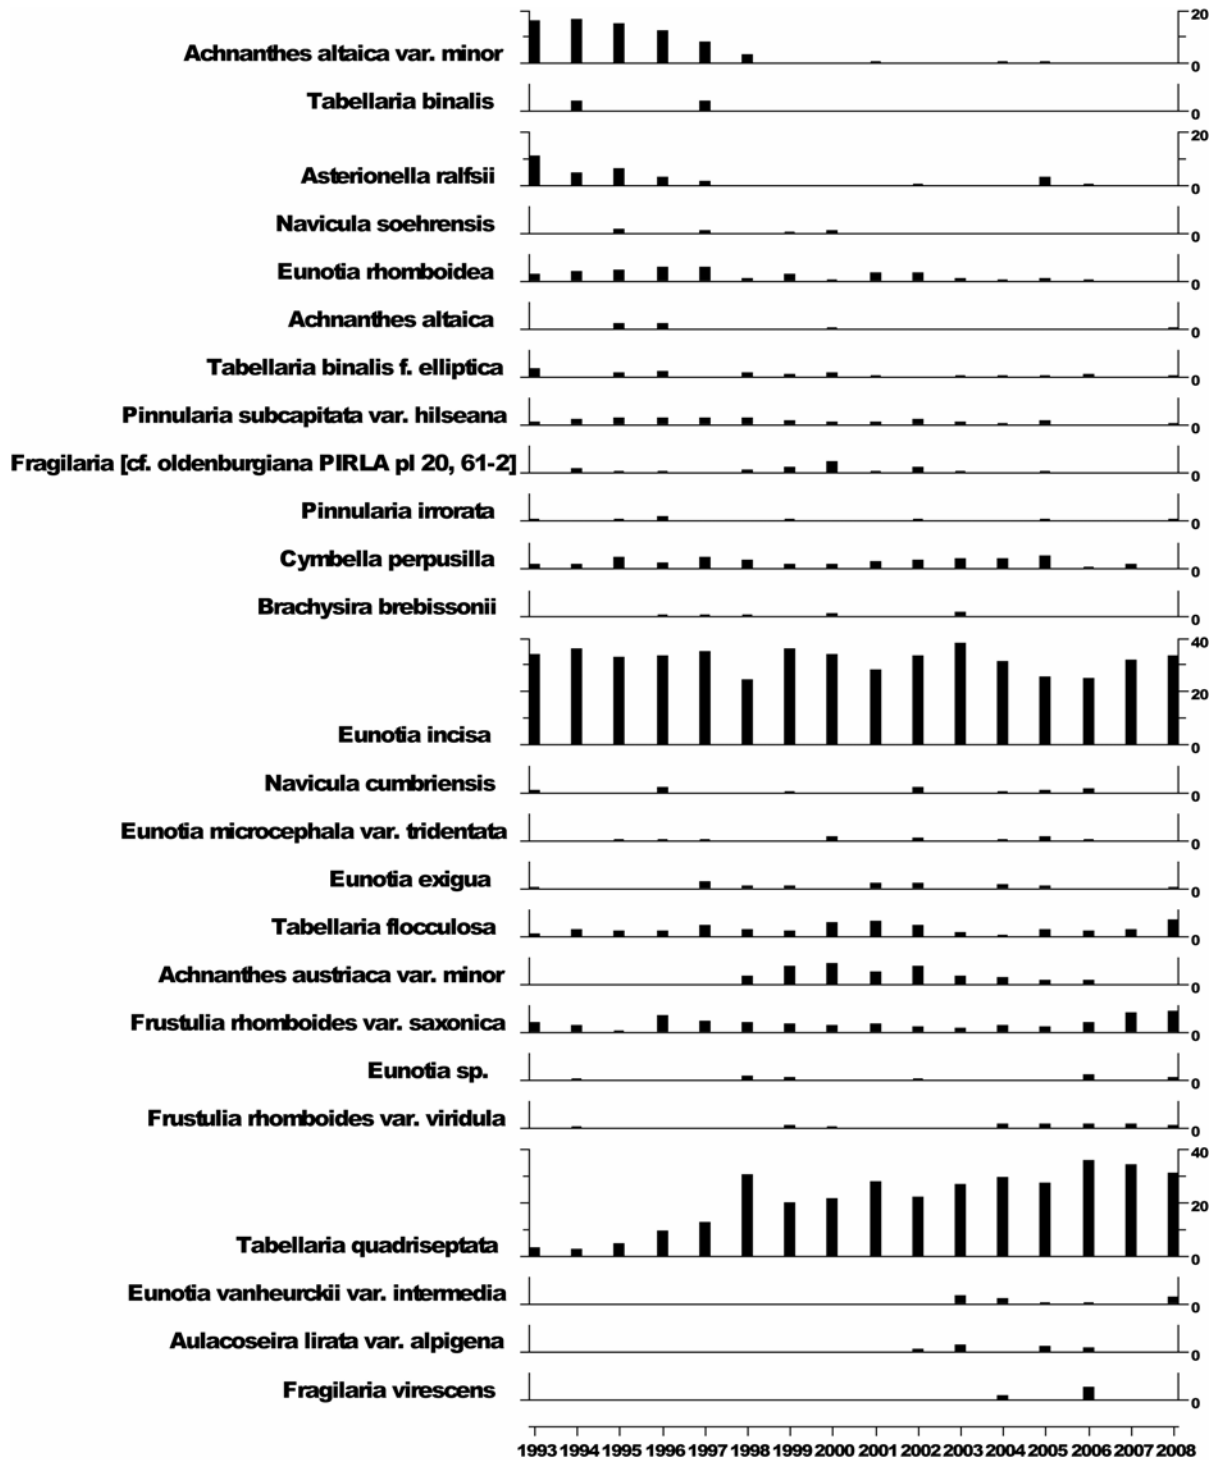 20
Achnanthes altaica var. minor
0
Tabellaria binalis
0
20
Asterionella ralfsii
0
Navicula soehrensis
0
Eunotia rhomboidea
0
Achnanthes altaica
0
Tabellaria binalis f. elliptica
0
Pinnularia subcapitata var. hilseana
0
Fragilaria [cf. oldenburgiana PIRLA pl 20, 61-2]
0
Pinnularia irrorata
0
Cymbella perpusilla
0
Brachysira brebissonii
0
40
20
Eunotia incisa
0
Navicula cumbriensis
0
Eunotia microcephala var. tridentata
0
Eunotia exigua
0
Tabellaria flocculosa
0
Achnanthes austriaca var. minor
0
Frustulia rhomboides var. saxonica
0
Eunotia sp.
0
Frustulia rhomboides var. viridula
0
40
20
Tabellaria quadriseptata
0
Eunotia vanheurckii var. intermedia
0
Aulacoseira lirata var. alpigena
0
Fragilaria virescens
0
1993 1994 1995 1996 1997 1998 1999 2000 2001 2002 2003 2004 2005 2006 2007 2008